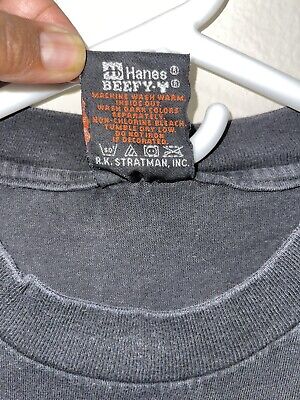 Hanes®
BEEFY-T®
MACHINE WASH WARM,
INSIDE OUT
WASH DARK COLORS
SEPARATELY.
NON-CHLORINE BLEACH.
TUMBLE DRY LOW.
DO NOT IRON
IF DECORATED.
R.K. STRATMAN, INC.